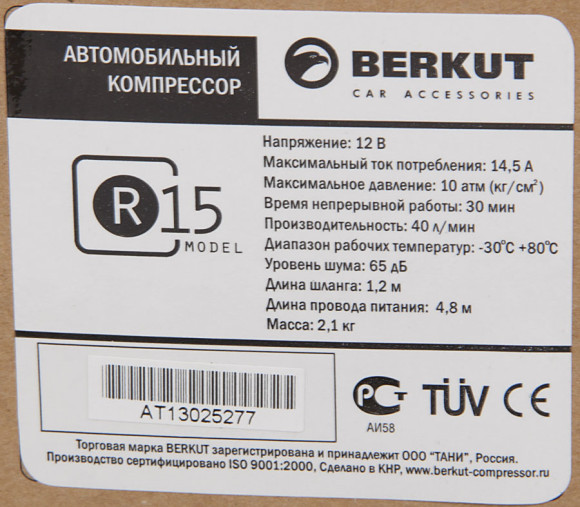 АВТОМОБИЛЬНЫЙ
КОМПРЕССОР
BERKUT
CAR ACCESSORIES
R15
MODEL
Напряжение: 12 В
Максимальный ток потребления: 14,5 А
Максимальное давление: 10 атм (кг/см²)
Время непрерывной работы: 30 мин
Производительность: 40 л/мин
Диапазон рабочих температур: -30°C +80°C
Уровень шума: 65 дБ
Длина шланга: 1,2 м
Длина провода питания: 4,8 м
Масса: 2,1 кг
AT13025277
РСТ TÜV CE
АИ58
Торговая марка BERKUT зарегистрирована и принадлежит ООО "ТАНИ", Россия.
Производство сертифицировано ISO 9001:2000, Сделано в КНР, www.berkut-compressor.ru